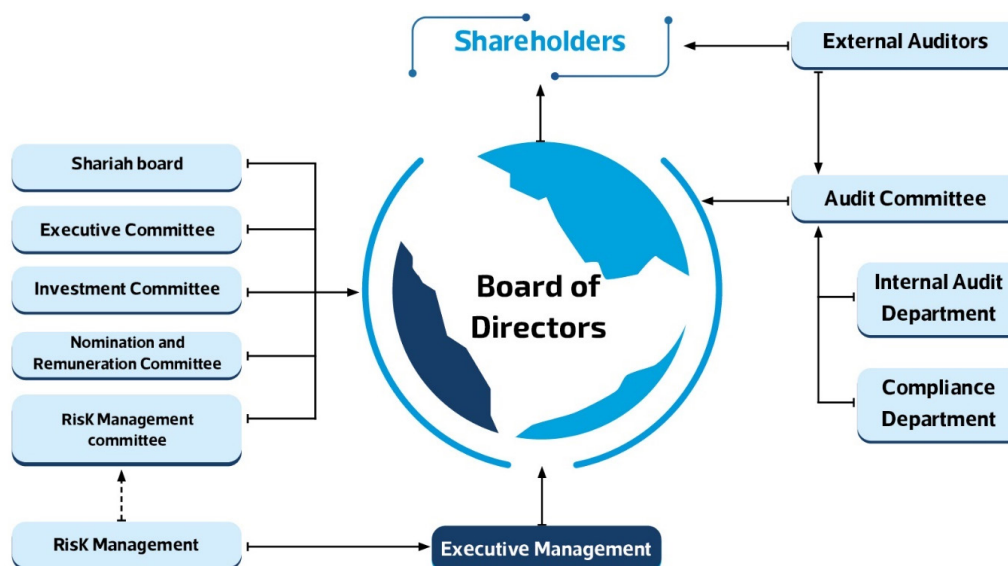 Shareholders
External Auditors
Shariah board
Executive Committee
Investment Committee
Nomination and
Remuneration Committee
RisK Management
committee
RisK Management
Board of
Directors
Executive Management
Audit Committee
Internal Audit
Department
Compliance
Department